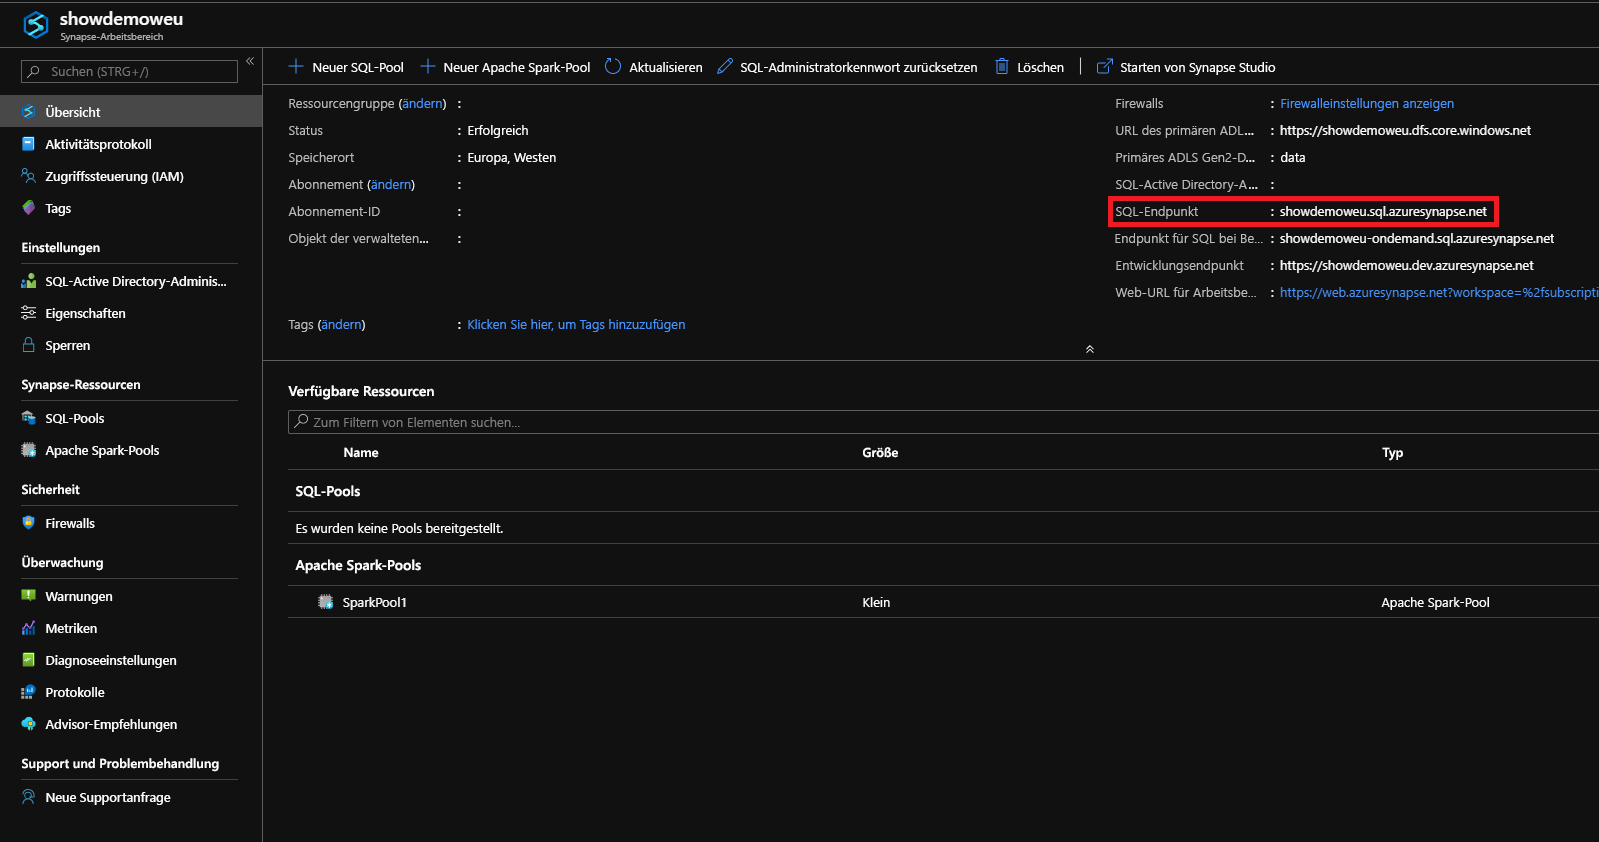 showdemoweu
Synapse-Arbeitsbereich
Suchen (STRG+/)
«
Übersicht
Aktivitätsprotokoll
Zugriffssteuerung (IAM)
Tags
Einstellungen
SQL-Active Directory-Adminis...
Eigenschaften
Sperren
Synapse-Ressourcen
SQL-Pools
Apache Spark-Pools
Sicherheit
Firewalls
Überwachung
Warnungen
Metriken
Diagnoseeinstellungen
Protokolle
Advisor-Empfehlungen
Support und Problembehandlung
Neue Supportanfrage
Neuer SQL-Pool Neuer Apache Spark-Pool Aktualisieren SQL-Administratorkennwort zurücksetzen Löschen Starten von Synapse Studio
Ressourcengruppe (ändern) :
Status : Erfolgreich
Speicherort : Europa, Westen
Abonnement (ändern) :
Abonnement-ID :
Objekt der verwalteten... :
Tags (ändern) : Klicken Sie hier, um Tags hinzuzufügen
Firewalls : Firewalleinstellungen anzeigen
URL des primären ADL... : https://showdemoweu.dfs.core.windows.net
Primäres ADLS Gen2-D... : data
SQL-Active Directory-A... :
SQL-Endpunkt : showdemoweu.sql.azuresynapse.net
Endpunkt für SQL bei Be... : showdemoweu-ondemand.sql.azuresynapse.net
Entwicklungsendpunkt : https://showdemoweu.dev.azuresynapse.net
Web-URL für Arbeitsbe... : https://web.azuresynapse.net?workspace=%2fsubscripti
Verfügbare Ressourcen
Zum Filtern von Elementen suchen...
Name Größe Typ
SQL-Pools
Es wurden keine Pools bereitgestellt.
Apache Spark-Pools
SparkPool1 Klein Apache Spark-Pool